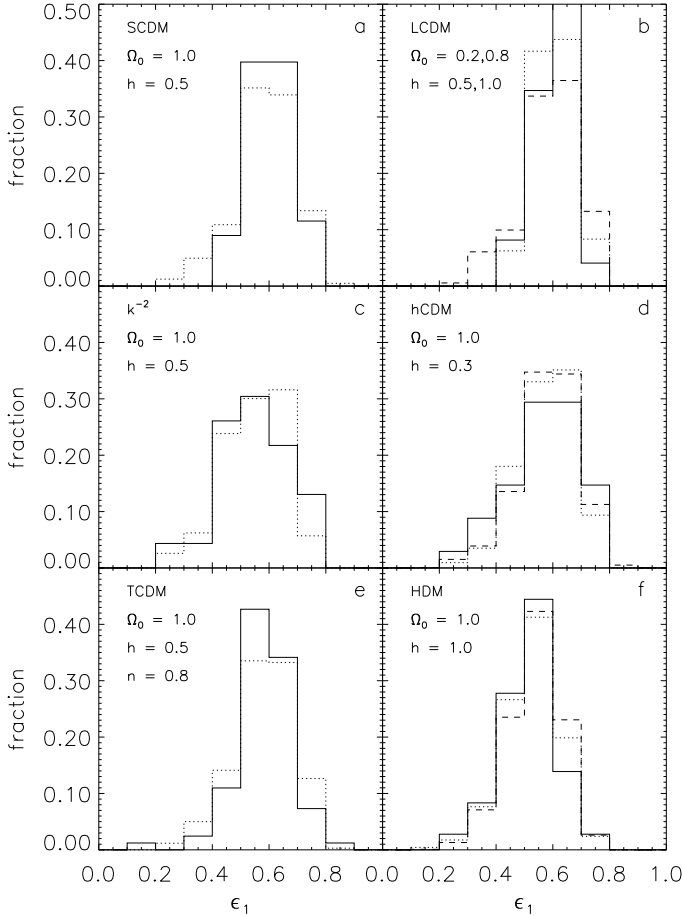 SCDM a
Ω₀ = 1.0
h = 0.5
LCDM b
Ω₀ = 0.2,0.8
h = 0.5,1.0
0.50
0.40
0.30
0.20
0.10
0.00
fraction
k⁻² c
Ω₀ = 1.0
h = 0.5
hCDM d
Ω₀ = 1.0
h = 0.3
0.40
0.30
0.20
0.10
0.00
fraction
TCDM e
Ω₀ = 1.0
h = 0.5
n = 0.8
HDM f
Ω₀ = 1.0
h = 1.0
0.40
0.30
0.20
0.10
0.00
fraction
0.0 0.2 0.4 0.6 0.8 0.0 0.2 0.4 0.6 0.8 1.0
ϵ₁ ϵ₁